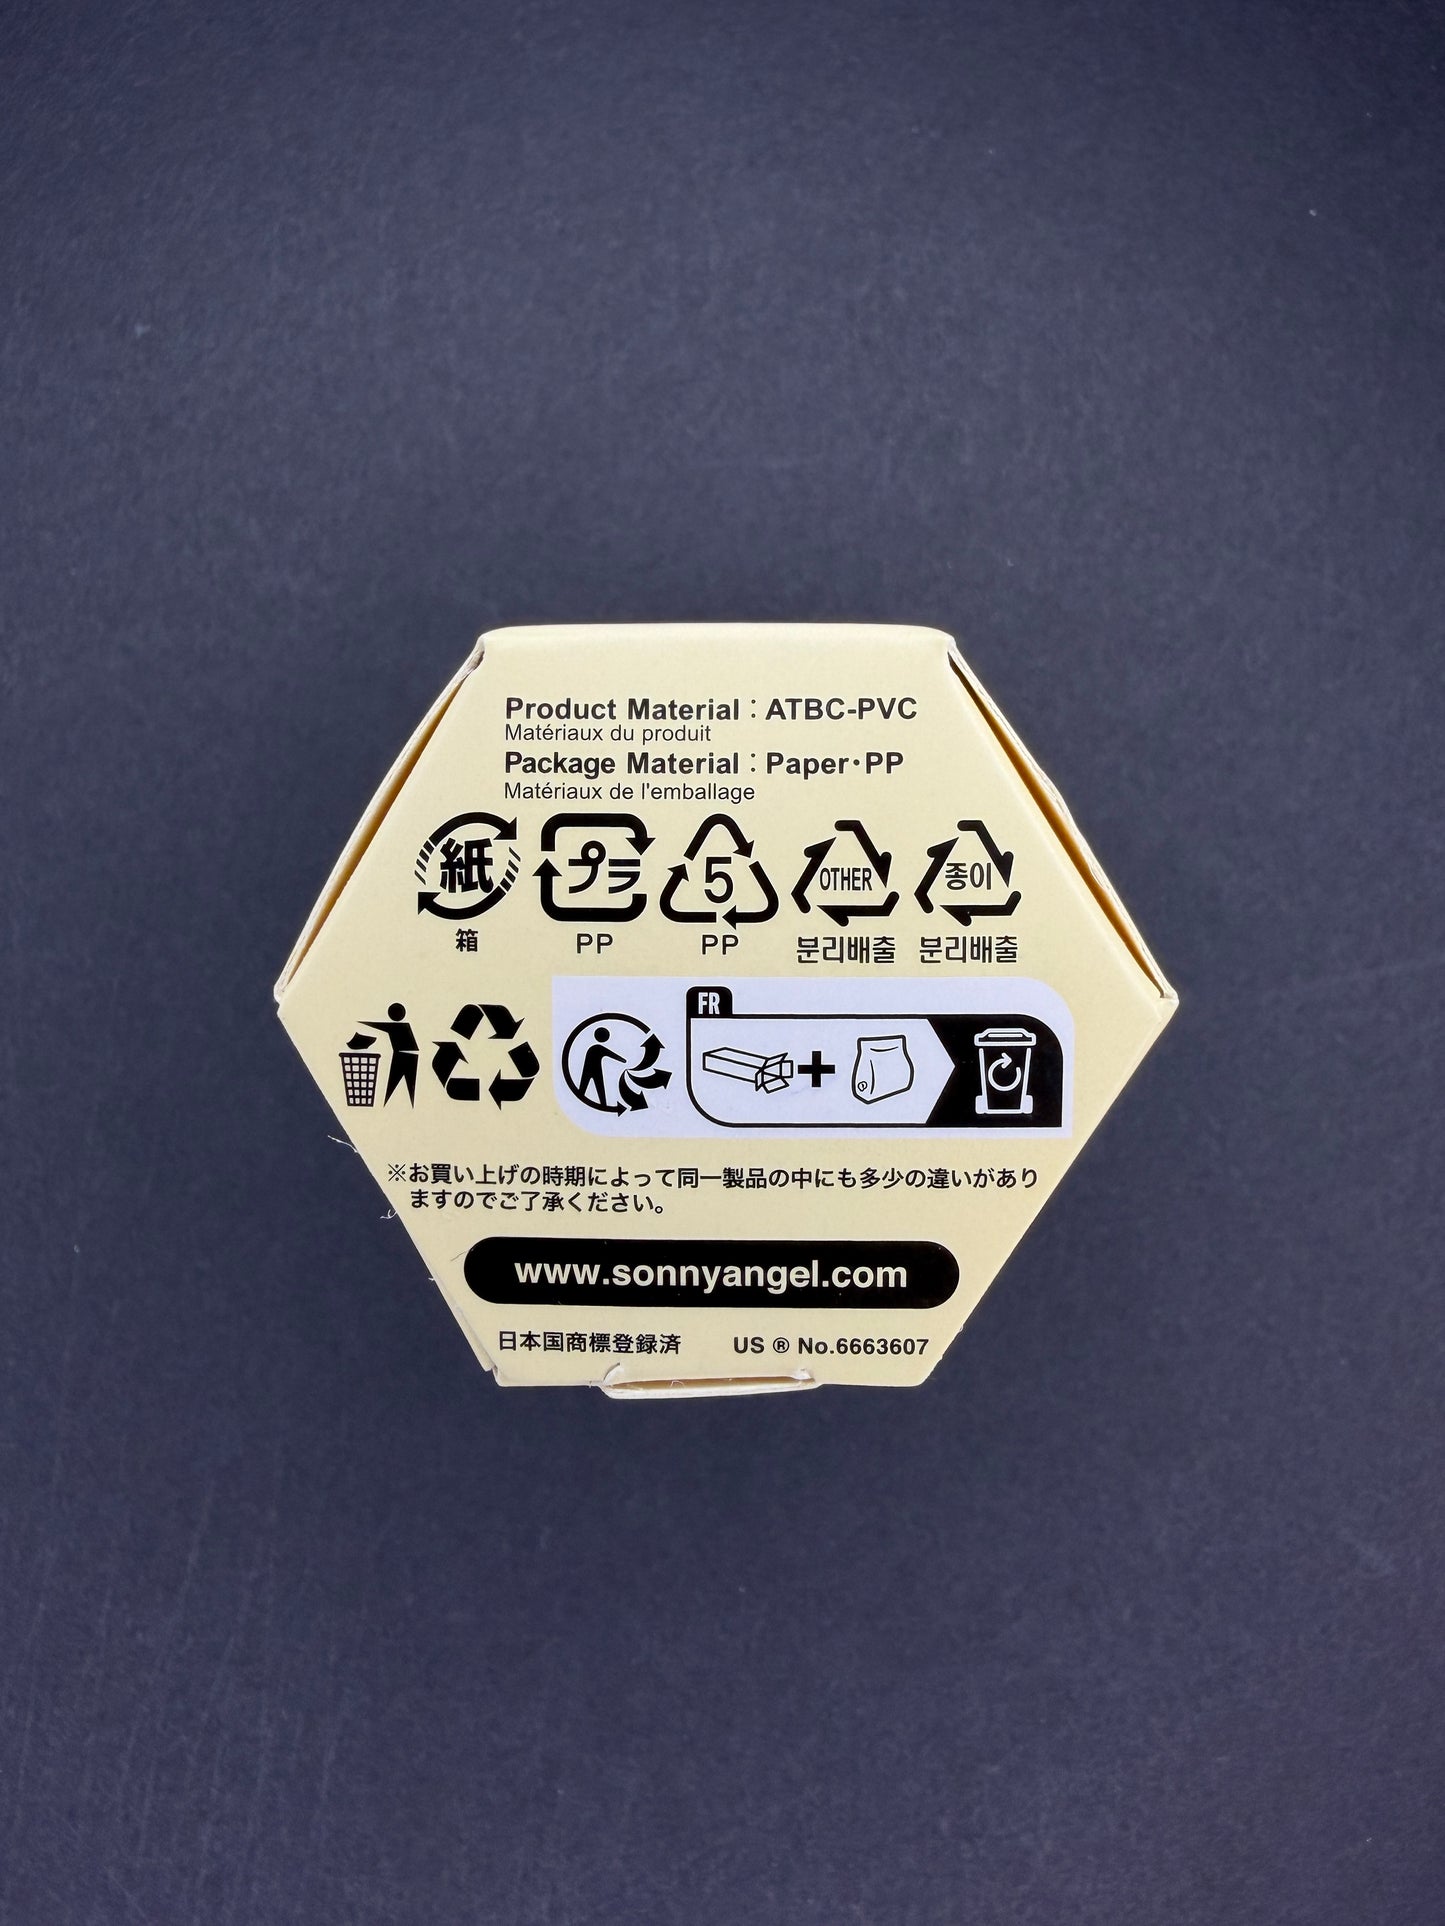 Product Material : ATBC-PVC
Matériaux du produit
Package Material : Paper・PP
Matériaux de l'emballage
紙 プラ 5 OTHER 종이
箱 PP PP 분리배출 분리배출
FR
※お買い上げの時期によって同一製品の中にも多少の違いがあり
ますのでご了承ください。
www.sonnyangel.com
日本国商標登録済 US ® No.6663607